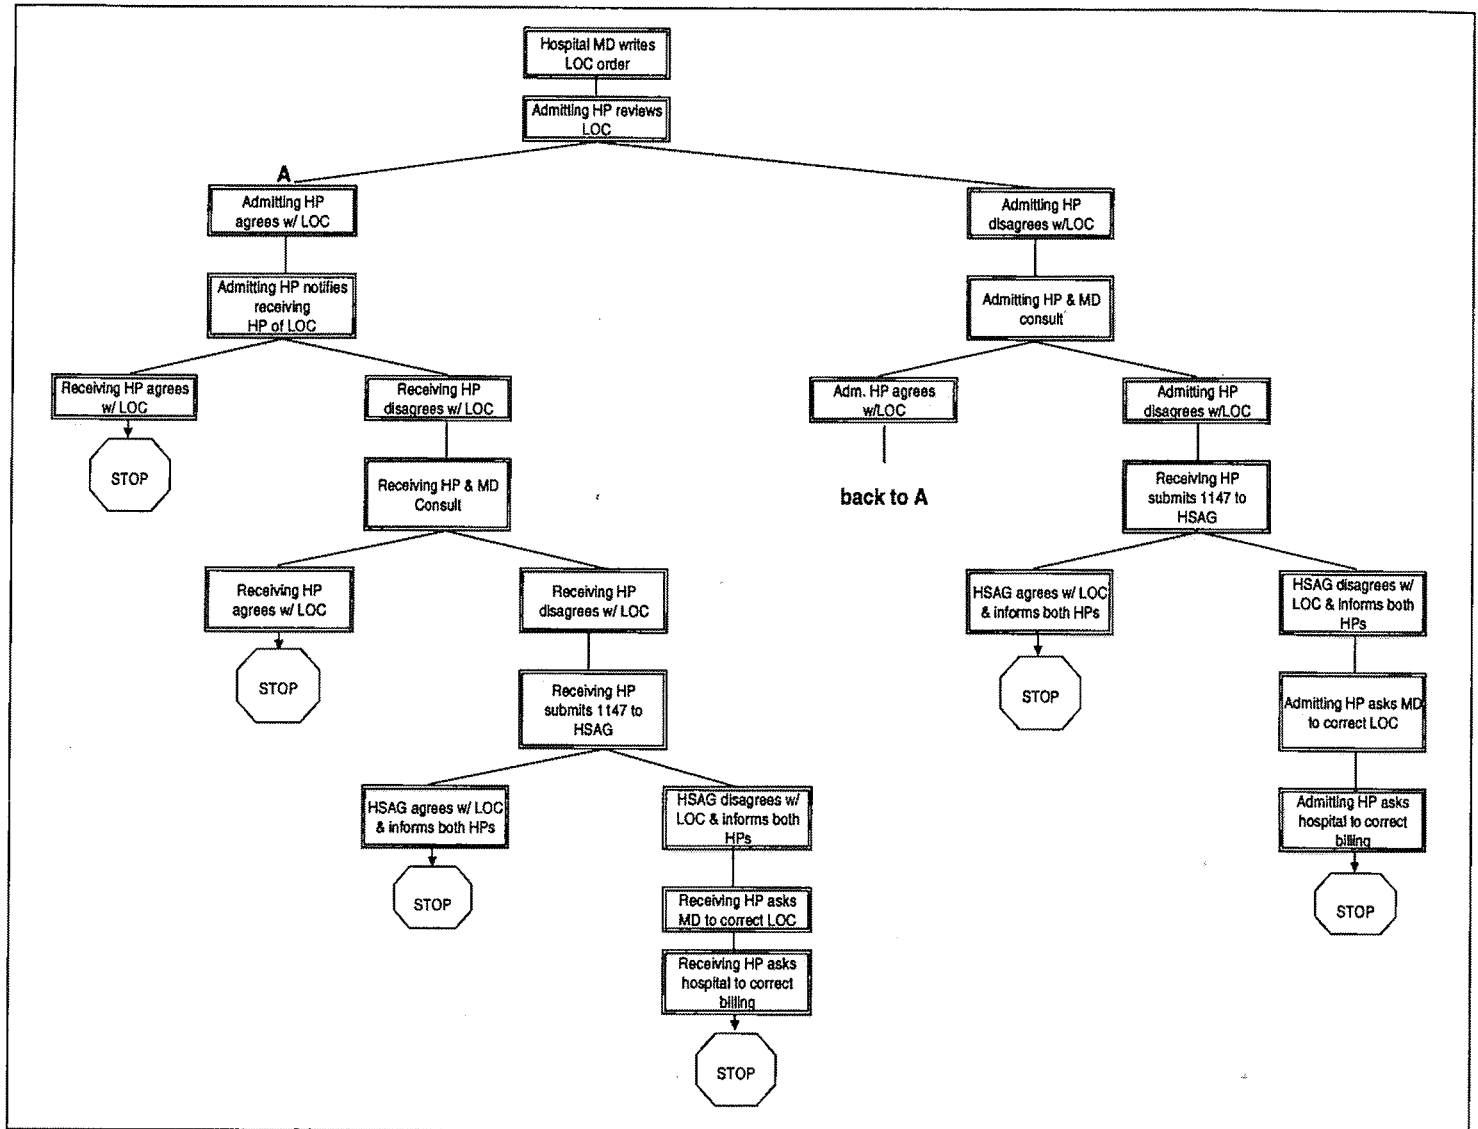 Hospital MD writes
LOC order
Admitting HP reviews
LOC
A
Admitting HP
agrees w/ LOC
Admitting HP
disagrees w/LOC
Admitting HP notifies
receiving
HP of LOC
Admitting HP & MD
consult
Receiving HP agrees
w/ LOC
Receiving HP
disagrees w/ LOC
Adm. HP agrees
w/LOC
Admitting HP
disagrees w/LOC
STOP
Receiving HP & MD
Consult
back to A
Receiving HP
submits 1147 to
HSAG
Receiving HP
agrees w/ LOC
Receiving HP
disagrees w/ LOC
HSAG agrees w/ LOC
& informs both HPs
HSAG disagrees w/
LOC & informs both
HPs
STOP
Receiving HP
submits 1147 to
HSAG
STOP
Admitting HP asks MD
to correct LOC
HSAG agrees w/ LOC
& informs both HPs
HSAG disagrees w/
LOC & informs both
HPs
Admitting HP asks
hospital to correct
billing
STOP
Receiving HP asks
MD to correct LOC
STOP
Receiving HP asks
hospital to correct
billing
STOP